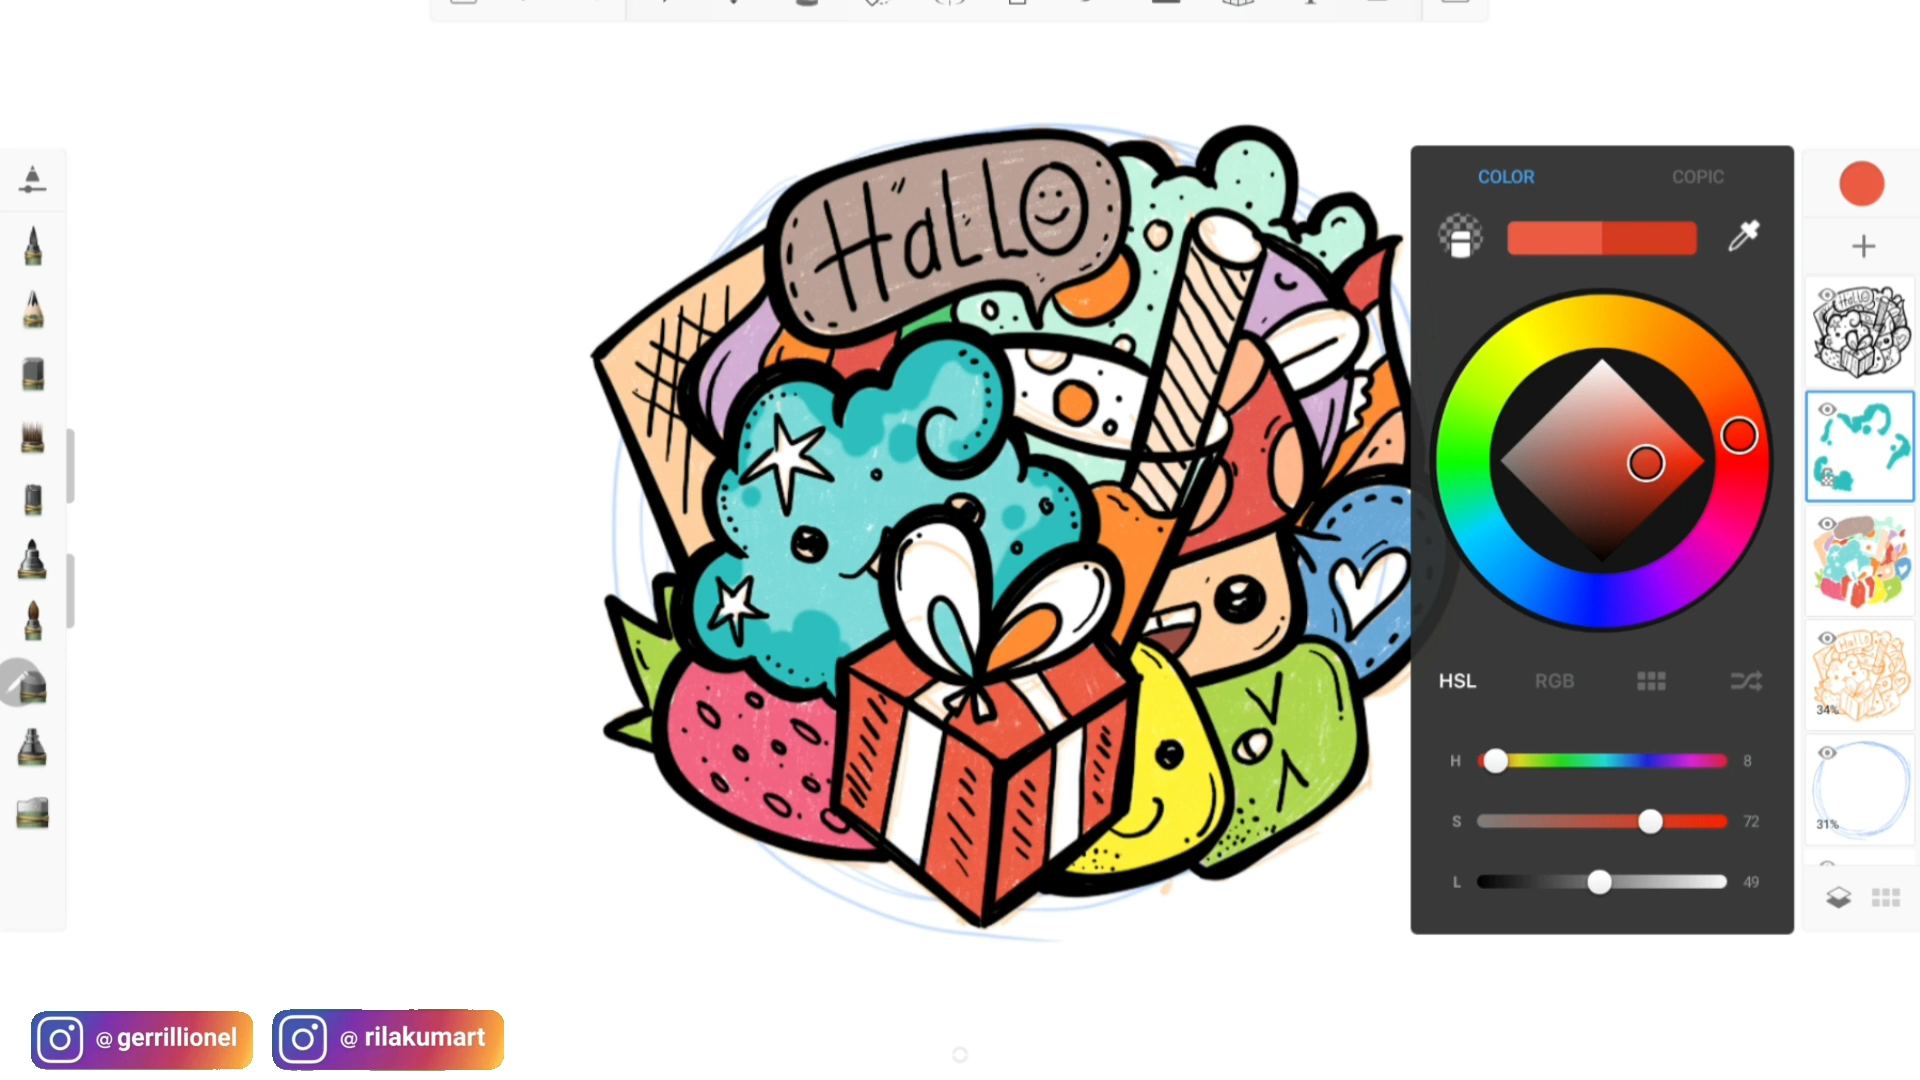 COLOR
COPIC
Hallo
HSL
RGB
H
8
S
72
L
49
34%
31%
@gerrillionel
@ rilakumart